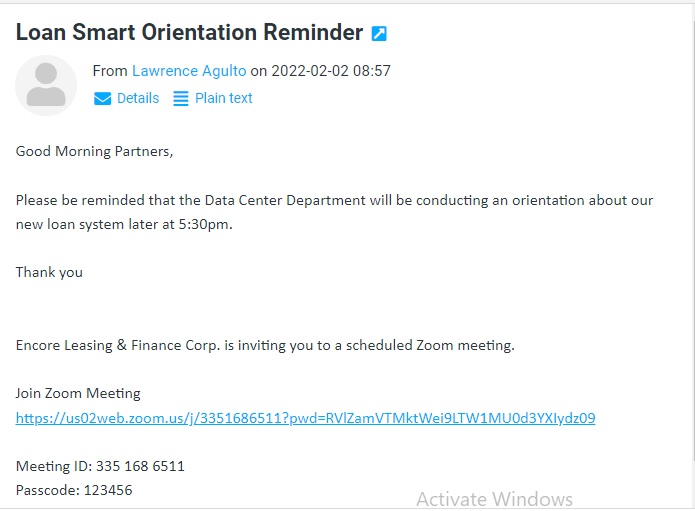 Loan Smart Orientation Reminder
From Lawrence Agulto on 2022-02-02 08:57
Details Plain text
Good Morning Partners,
Please be reminded that the Data Center Department will be conducting an orientation about our
new loan system later at 5:30pm.
Thank you
Encore Leasing & Finance Corp. is inviting you to a scheduled Zoom meeting.
Join Zoom Meeting
https://us02web.zoom.us/j/3351686511?pwd=RVlZamVTMktWei9LTW1MU0d3YXIydz09
Meeting ID: 335 168 6511
Passcode: 123456
Activate Windows